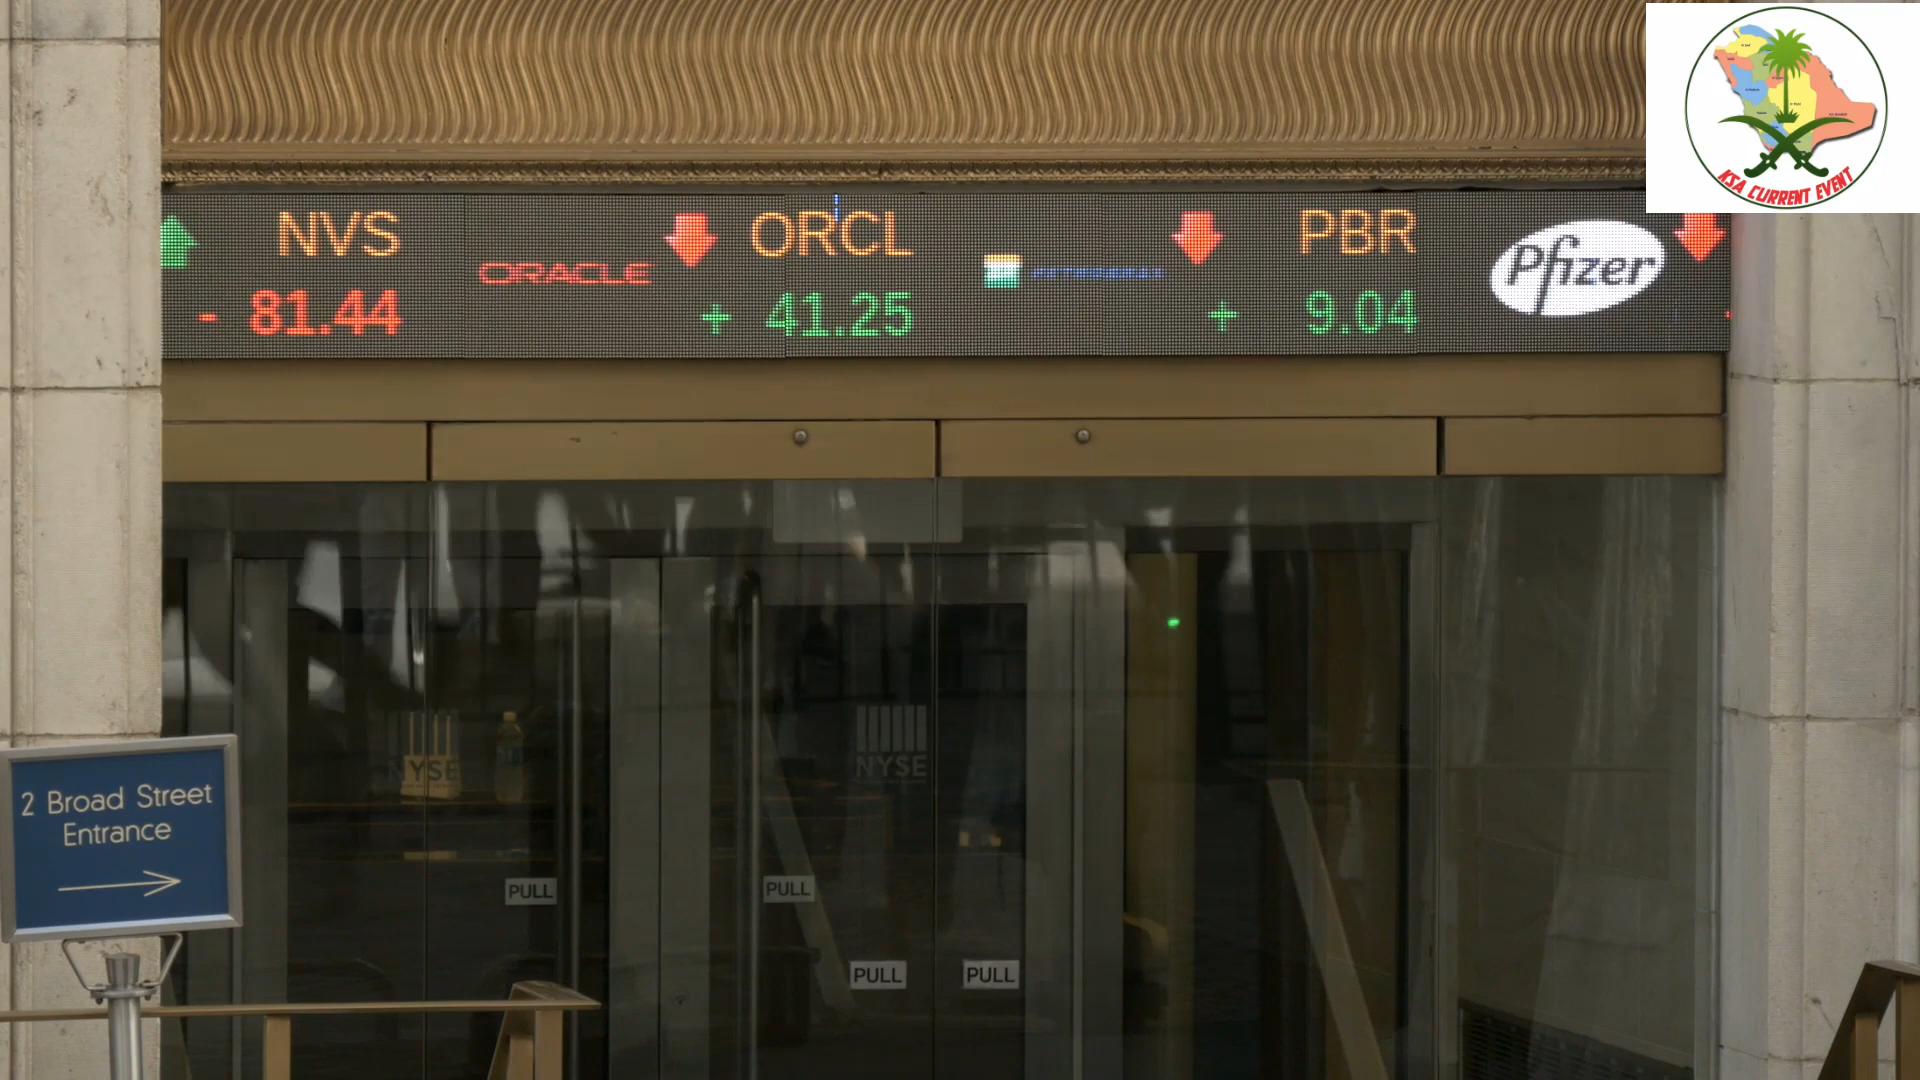 KSA CURRENT EVENT
NVS
- 81.44
ORACLE
ORCL
+ 41.25
PBR
+ 9.04
Pfizer
NYSE
NYSE
2 Broad Street
Entrance
PULL
PULL
PULL
PULL